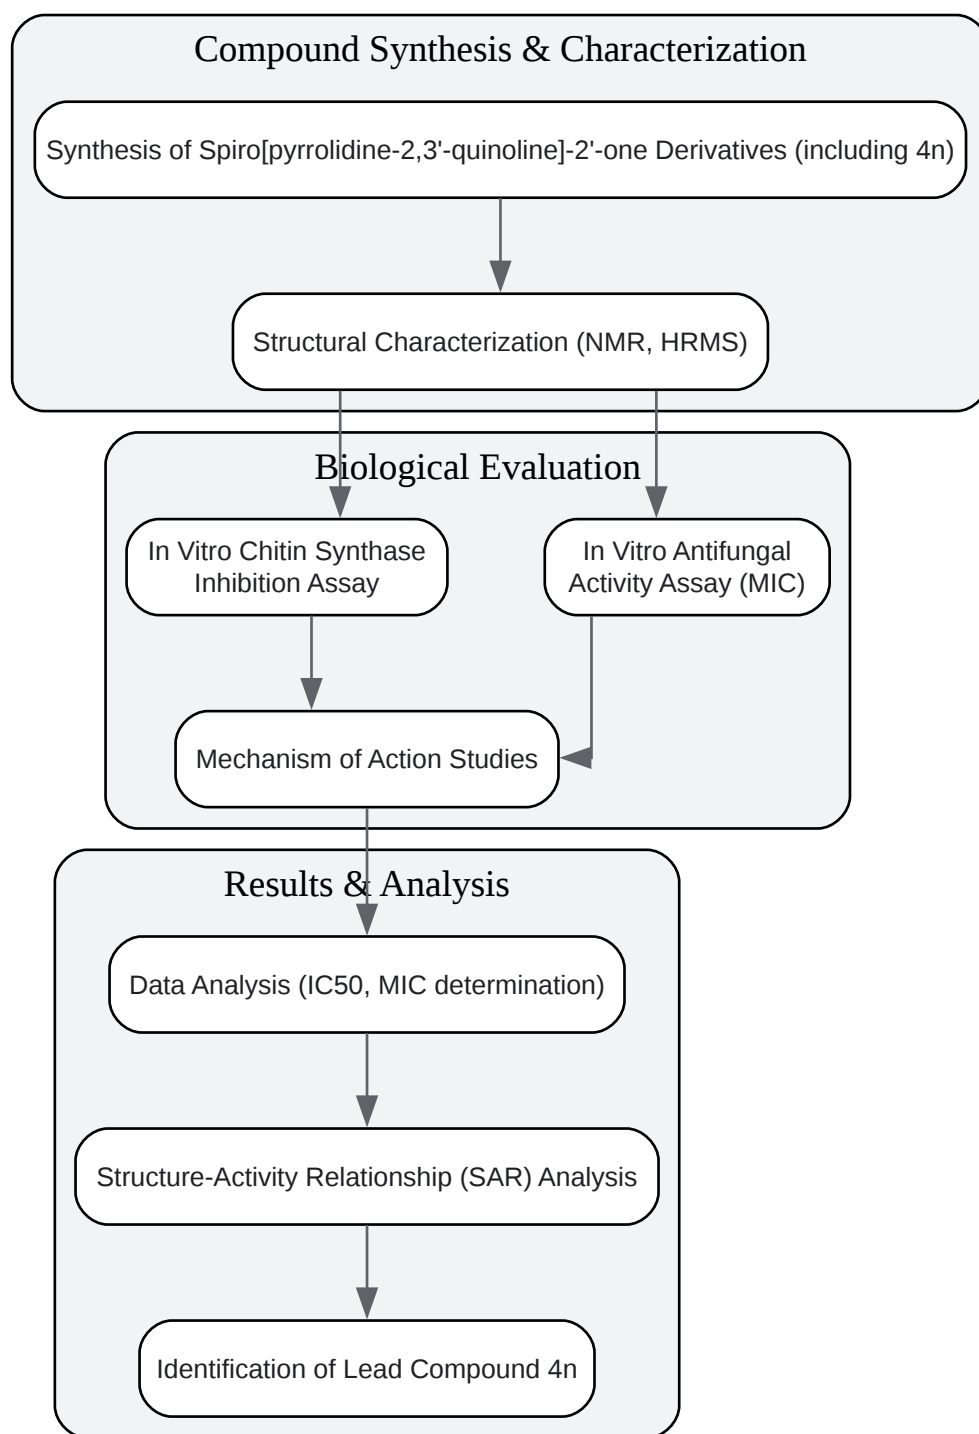 Compound Synthesis & Characterization
Synthesis of Spiro[pyrrolidine-2,3'-quinoline]-2'-one Derivatives (including 4n)
Structural Characterization (NMR, HRMS)
Biological Evaluation
In Vitro Chitin Synthase
Inhibition Assay
In Vitro Antifungal
Activity Assay (MIC)
Mechanism of Action Studies
Results & Analysis
Data Analysis (IC50, MIC determination)
Structure-Activity Relationship (SAR) Analysis
Identification of Lead Compound 4n